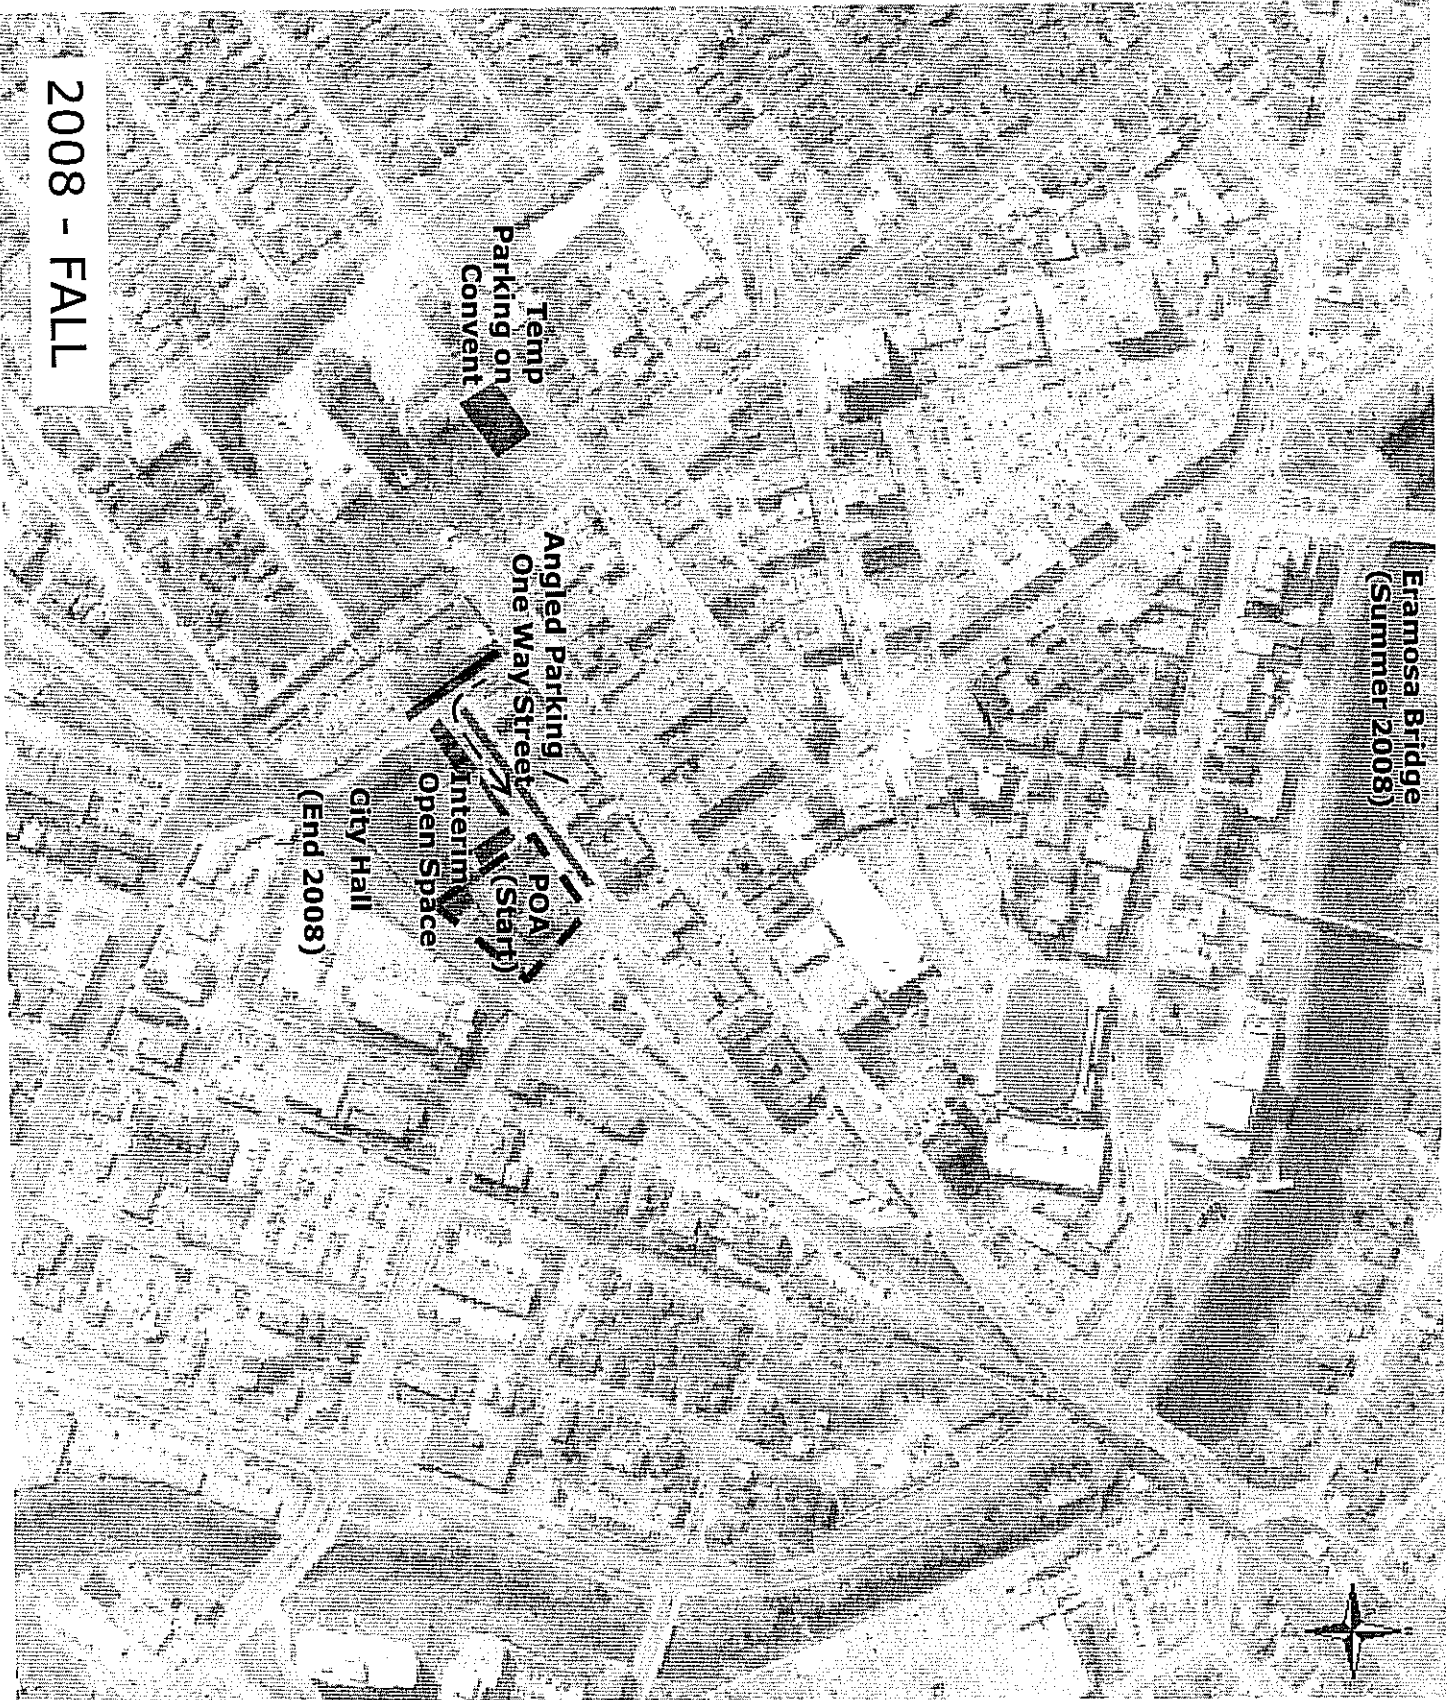 Eramosa Bridge
(Summer 2008)
Temp
Parking on
Convent
Angled Parking /
One Way Street
POA
(Start)
Interim
Open Space
City Hall
(End 2008)
2008 - FALL